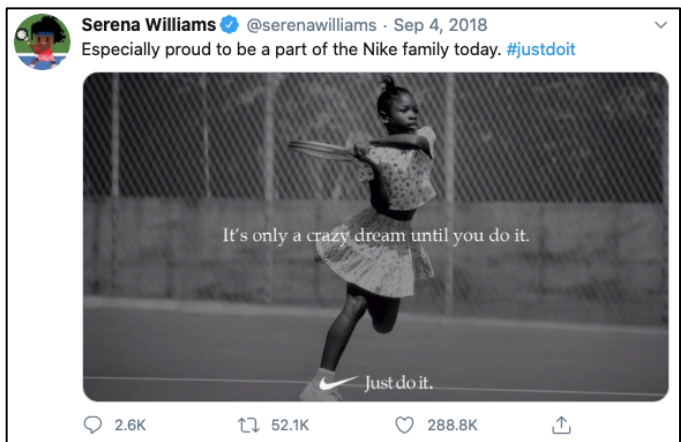 Serena Williams @serenawilliams · Sep 4, 2018
Especially proud to be a part of the Nike family today. #justdoit
It's only a crazy dream until you do it.
Just do it.
2.6K 52.1K 288.8K